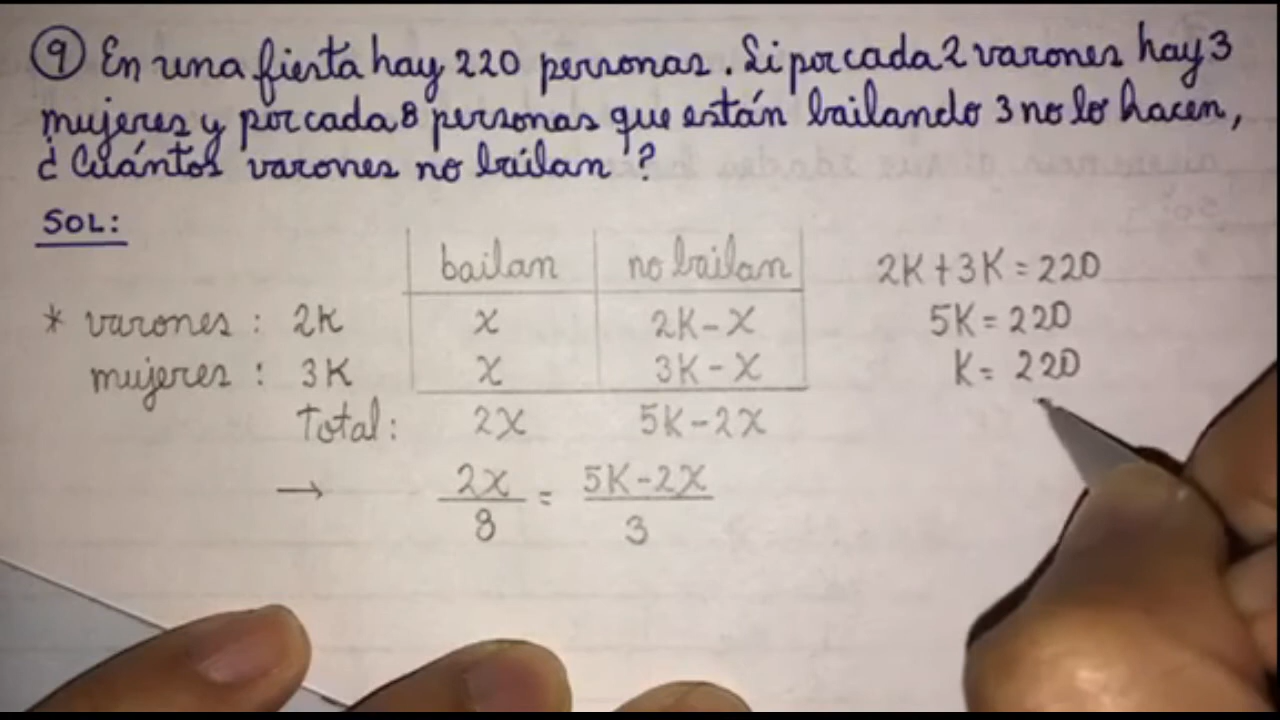 9 En una fiesta hay 220 personas. Si por cada 2 varones hay 3
mujeres y por cada 8 personas que están bailando 3 no lo hacen,
¿Cuántos varones no bailan?
SOL:
bailan no bailan
* varones: 2K x 2K-x
mujeres: 3K x 3K-x
Total: 2x 5K-2x
→ 2x/8 = 5K-2x/3
2K+3K=220
5K=220
K=220